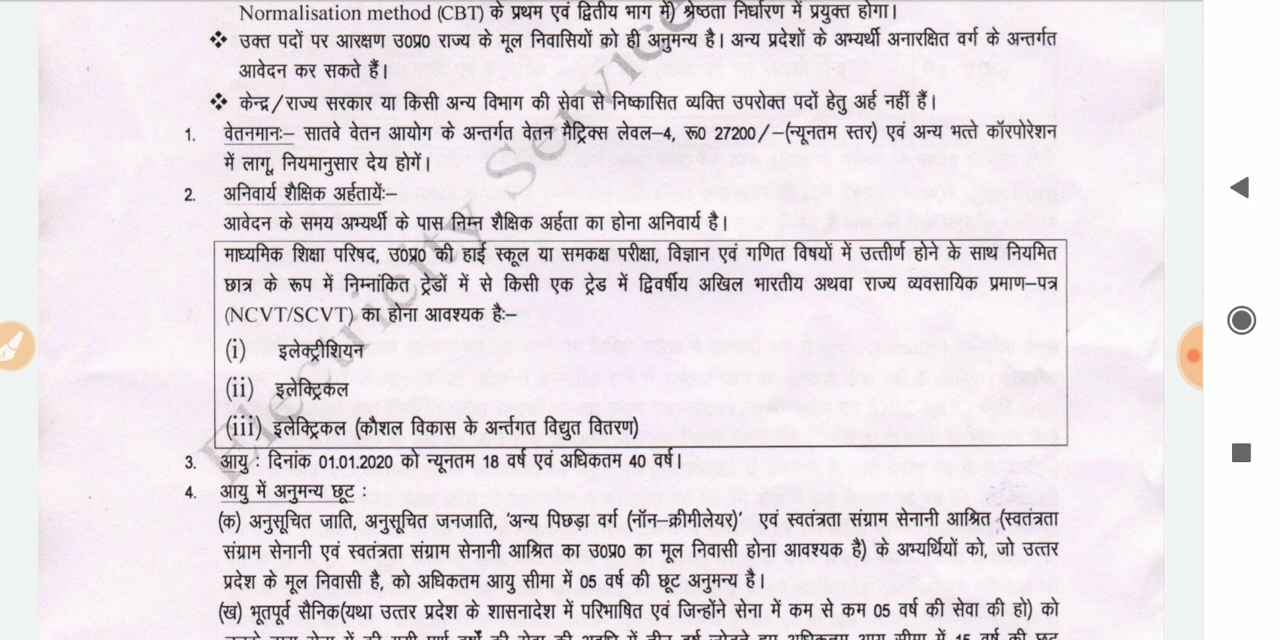 Normalisation method (CBT) के प्रथम एवं द्वितीय भाग में) श्रेष्ठता निर्धारण में प्रयुक्त होगा।
❖ उक्त पदों पर आरक्षण उ0प्र0 राज्य के मूल निवासियों को ही अनुमन्य है। अन्य प्रदेशों के अभ्यर्थी अनारक्षित वर्ग के अन्तर्गत
आवेदन कर सकते हैं।
❖ केन्द्र/राज्य सरकार या किसी अन्य विभाग की सेवा से निष्कासित व्यक्ति उपरोक्त पदों हेतु अर्ह नहीं हैं।
1. वेतनमानः– सातवे वेतन आयोग के अन्तर्गत वेतन मैट्रिक्स लेवल–4, रू0 27200/–(न्यूनतम स्तर) एवं अन्य भत्ते कॉरपोरेशन
में लागू, नियमानुसार देय होगें।
2. अनिवार्य शैक्षिक अर्हतायेंः–
आवेदन के समय अभ्यर्थी के पास निम्न शैक्षिक अर्हता का होना अनिवार्य है।
माध्यमिक शिक्षा परिषद, उ0प्र0 की हाई स्कूल या समकक्ष परीक्षा, विज्ञान एवं गणित विषयों में उत्तीर्ण होने के साथ नियमित
छात्र के रूप में निम्नांकित ट्रेडों में से किसी एक ट्रेड में द्विवर्षीय अखिल भारतीय अथवा राज्य व्यवसायिक प्रमाण–पत्र
(NCVT/SCVT) का होना आवश्यक हैः–
(i) इलेक्ट्रीशियन
(ii) इलेक्ट्रिकल
(iii) इलेक्ट्रिकल (कौशल विकास के अर्न्तगत विद्युत वितरण)
3. आयु : दिनांक 01.01.2020 को न्यूनतम 18 वर्ष एवं अधिकतम 40 वर्ष।
4. आयु में अनुमन्य छूट :
(क) अनुसूचित जाति, अनुसूचित जनजाति, 'अन्य पिछड़ा वर्ग (नॉन–क्रीमीलेयर)' एवं स्वतंत्रता संग्राम सेनानी आश्रित (स्वतंत्रता
संग्राम सेनानी एवं स्वतंत्रता संग्राम सेनानी आश्रित का उ0प्र0 का मूल निवासी होना आवश्यक है) के अभ्यर्थियों को, जो उत्तर
प्रदेश के मूल निवासी है, को अधिकतम आयु सीमा में 05 वर्ष की छूट अनुमन्य है।
(ख) भूतपूर्व सैनिक(यथा उत्तर प्रदेश के शासनादेश में परिभाषित एवं जिन्होंने सेना में कम से कम 05 वर्ष की सेवा की हो) को
Electricity Service